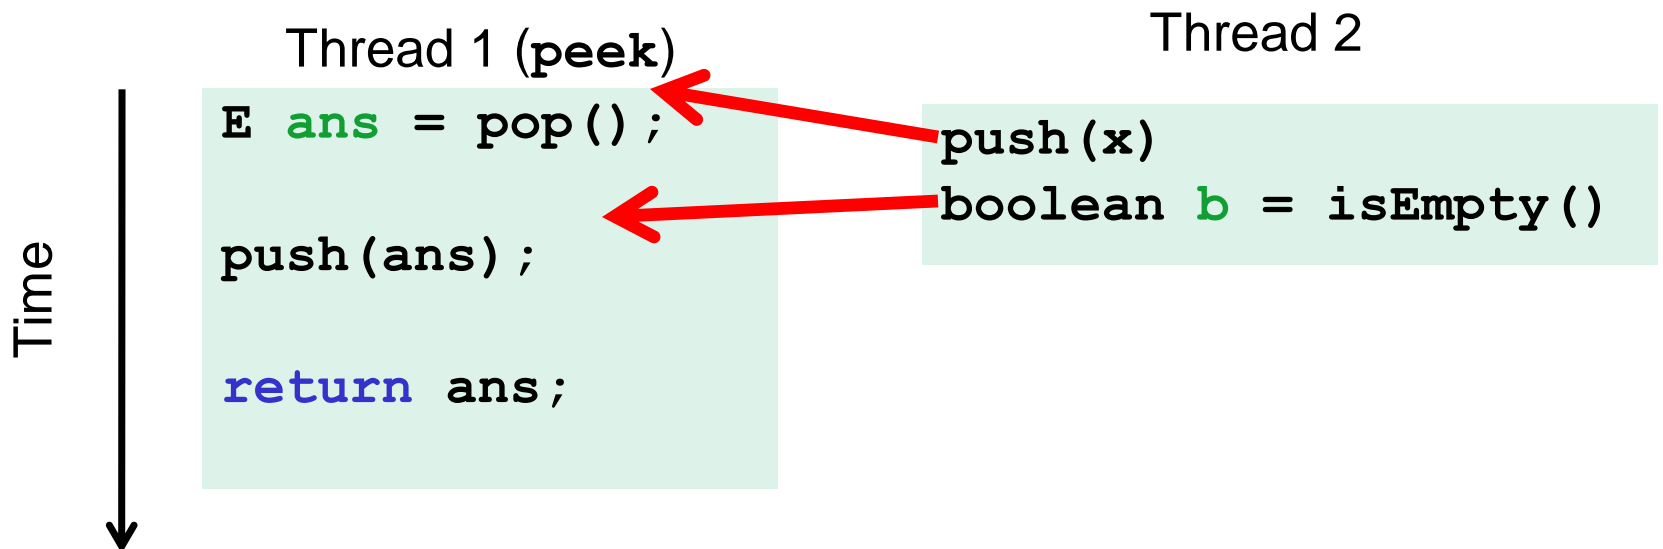 Thread 1 (peek)
E ans = pop();
push(ans);
return ans;
Thread 2
push(x)
boolean b = isEmpty()
Time